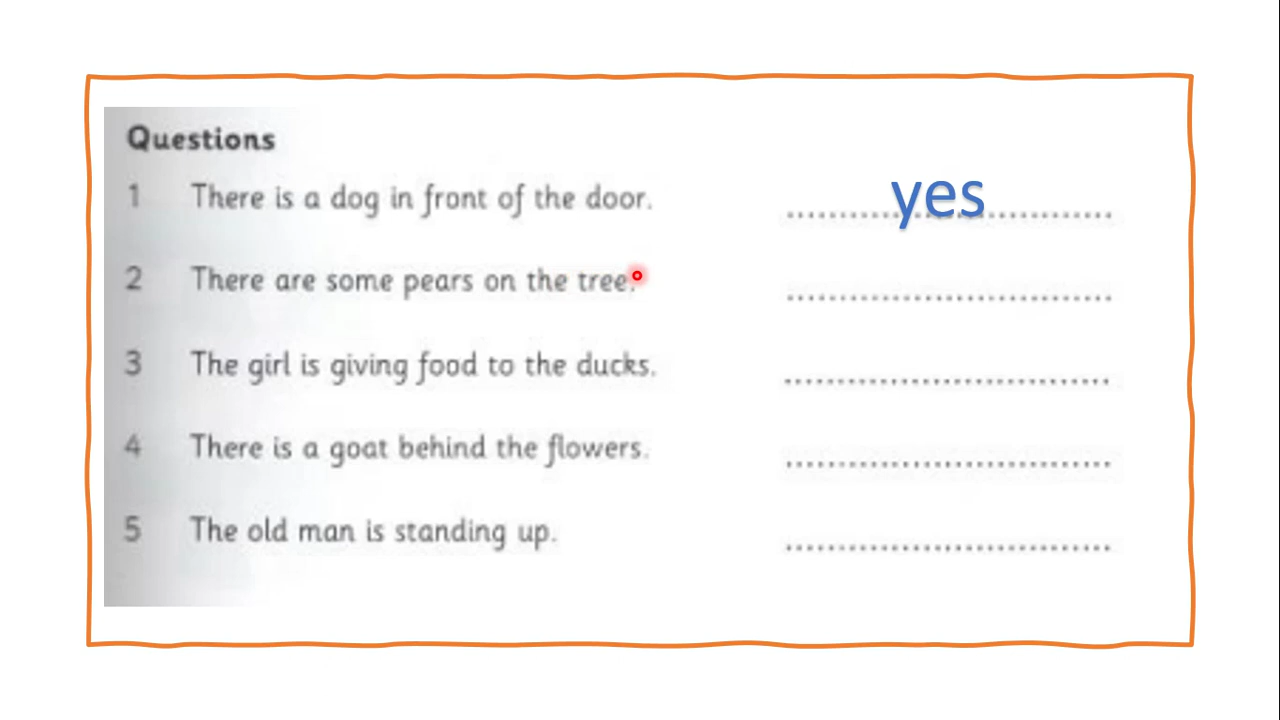 Questions
1 There is a dog in front of the door. yes
2 There are some pears on the tree.
3 The girl is giving food to the ducks.
4 There is a goat behind the flowers.
5 The old man is standing up.